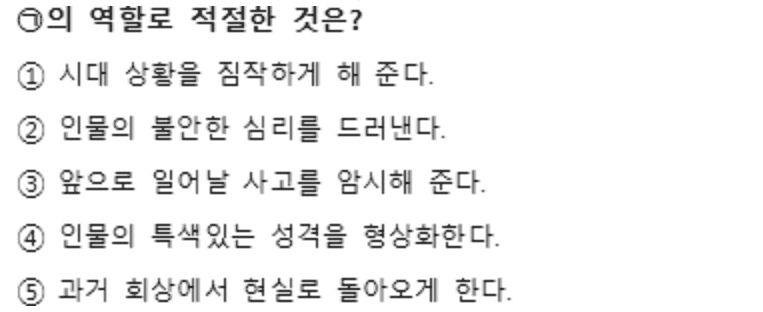 ㉠의 역할로 적절한 것은?
① 시대 상황을 짐작하게 해 준다.
② 인물의 불안한 심리를 드러낸다.
③ 앞으로 일어날 사고를 암시해 준다.
④ 인물의 특색있는 성격을 형상화한다.
⑤ 과거 회상에서 현실로 돌아오게 한다.